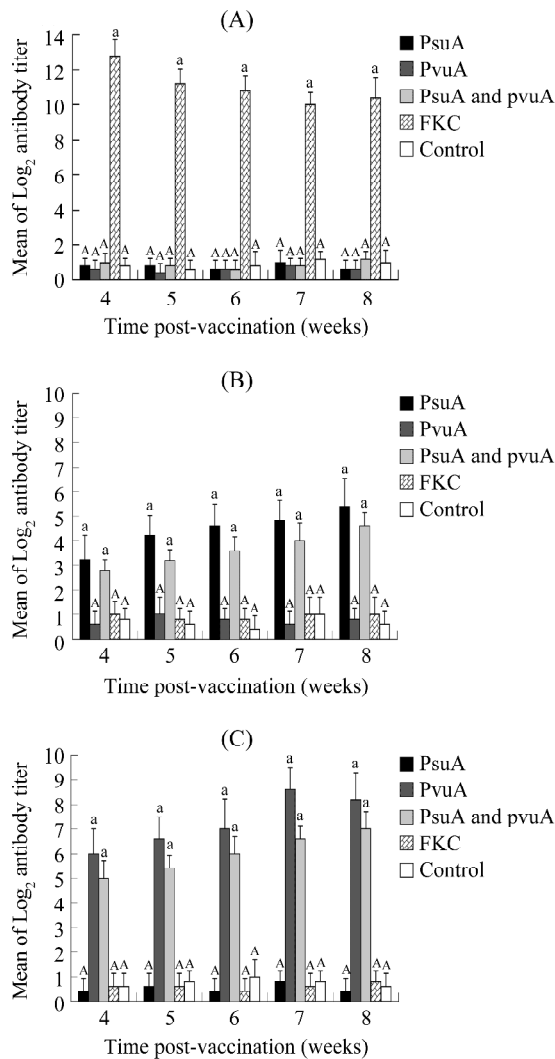 (A)
Mean of Log2 antibody titer
14
12
10
8
6
4
2
0
a a a a a
A A A A A A A A A A A A A A A A A A A A
4 5 6 7 8
Time post-vaccination (weeks)
PsuA
PvuA
PsuA and pvuA
FKC
Control
(B)
Mean of Log2 antibody titer
10
9
8
7
6
5
4
3
2
1
0
a a a a a a a a a a
A A A A A A A A A A A A A A A
4 5 6 7 8
Time post-vaccination (weeks)
PsuA
PvuA
PsuA and pvuA
FKC
Control
(C)
Mean of Log2 antibody titer
10
9
8
7
6
5
4
3
2
1
0
a a a a a a a a a a
A A A A A A A A A A A A A A A
4 5 6 7 8
Time post-vaccination (weeks)
PsuA
PvuA
PsuA and pvuA
FKC
Control